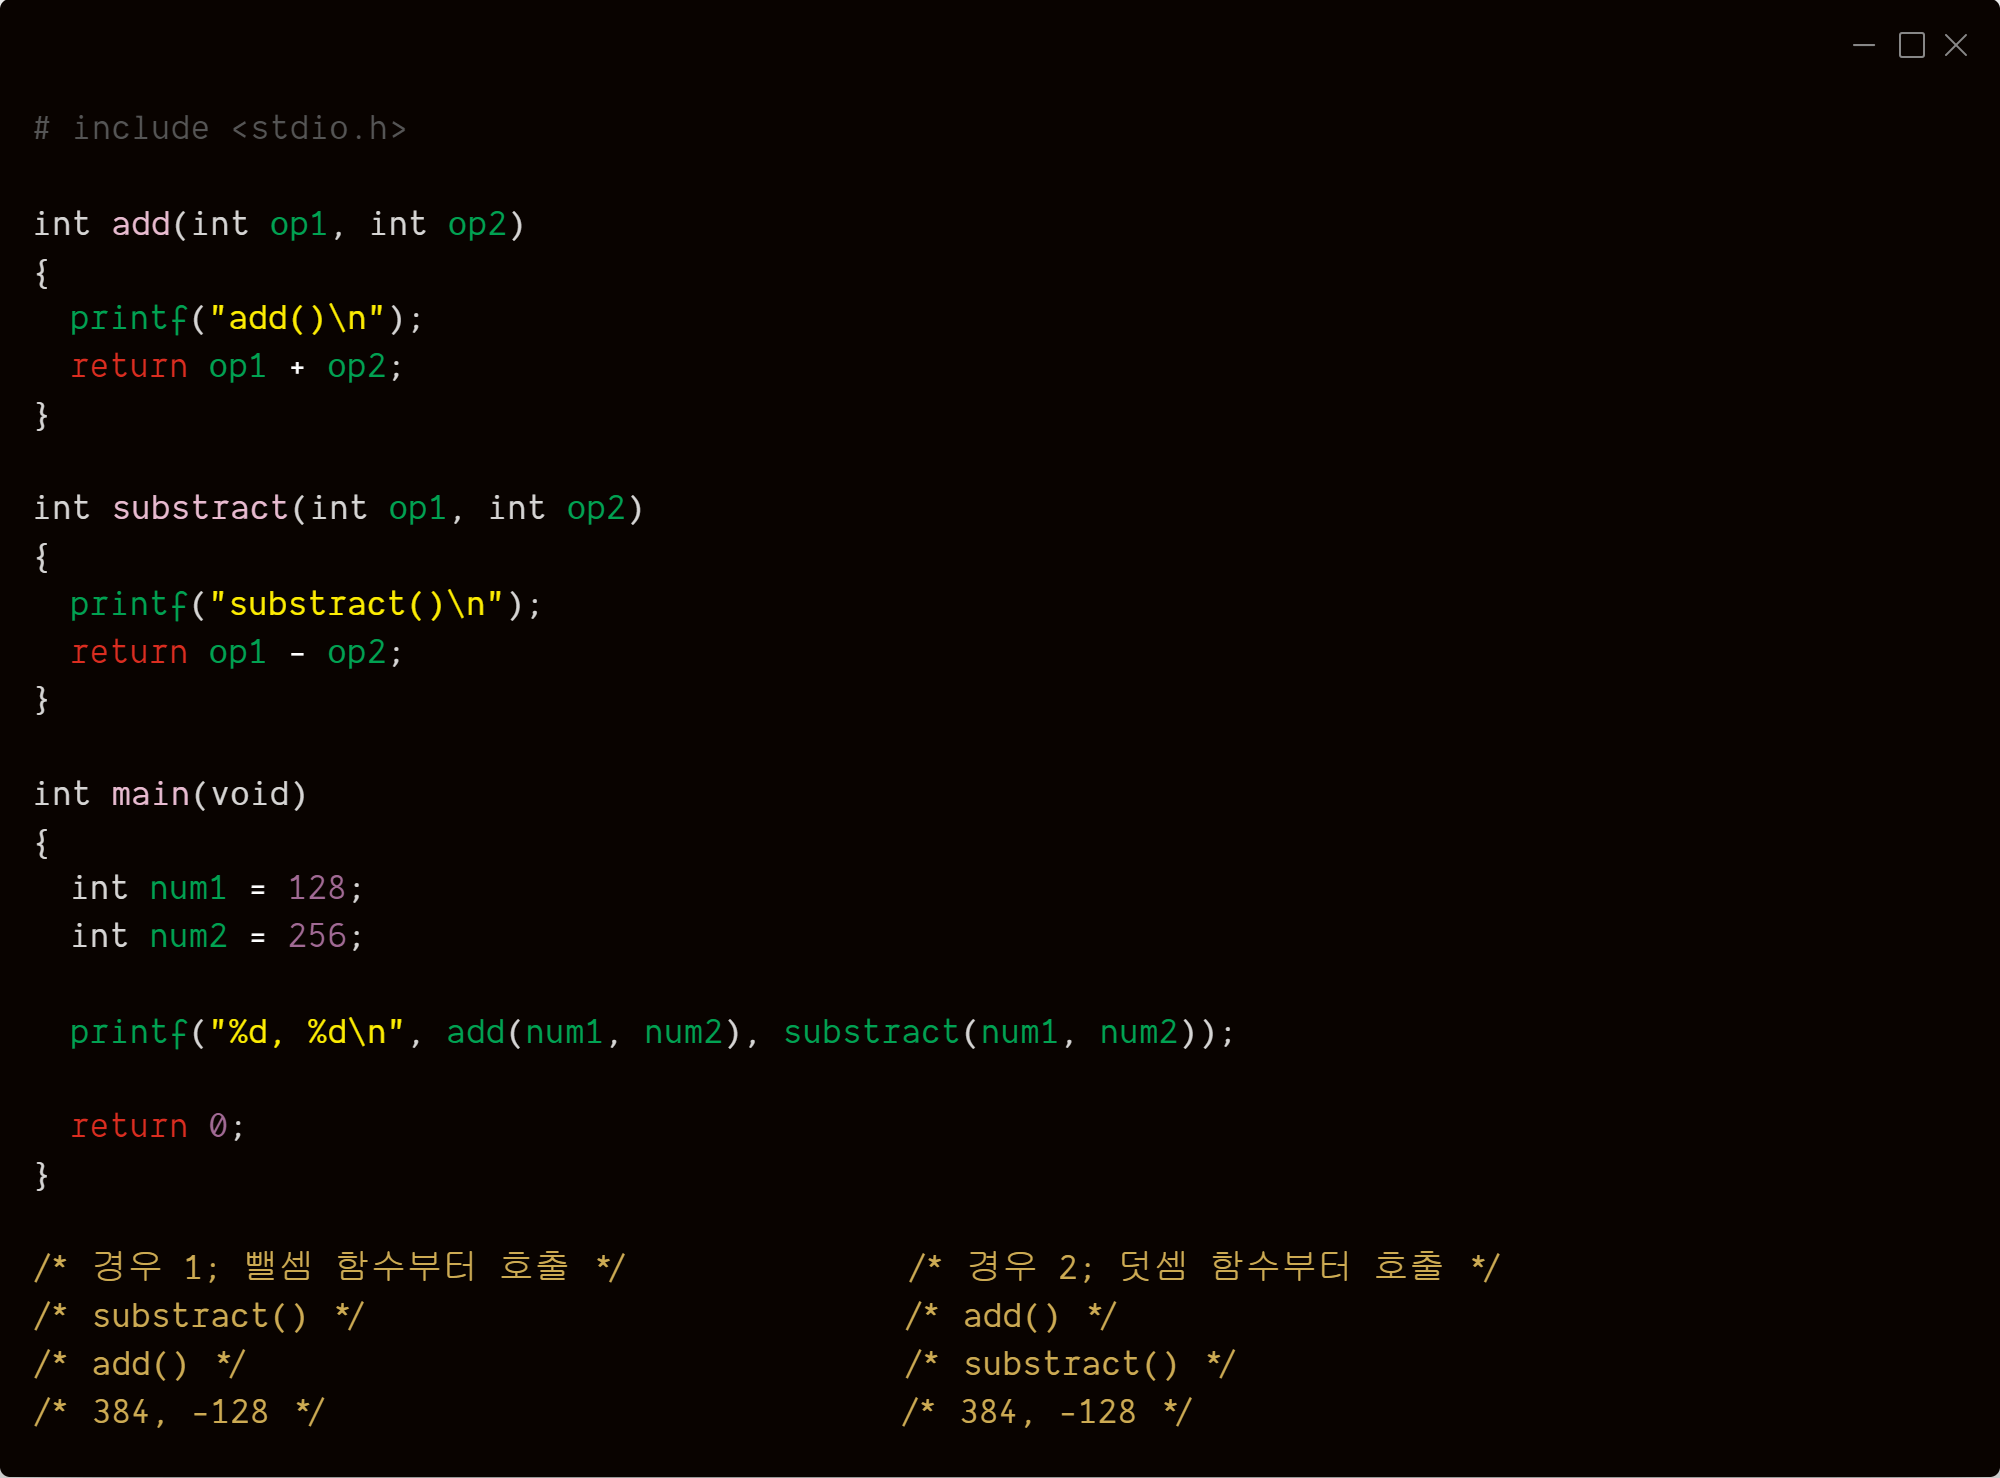 # include <stdio.h>
int add(int op1, int op2)
{
printf("add()\n");
return op1 + op2;
}
int substract(int op1, int op2)
{
printf("substract()\n");
return op1 - op2;
}
int main(void)
{
int num1 = 128;
int num2 = 256;
printf("%d, %d\n", add(num1, num2), substract(num1, num2));
return 0;
}
/* 경우 1; 뺄셈 함수부터 호출 */
/* substract() */
/* add() */
/* 384, -128 */
/* 경우 2; 덧셈 함수부터 호출 */
/* add() */
/* substract() */
/* 384, -128 */